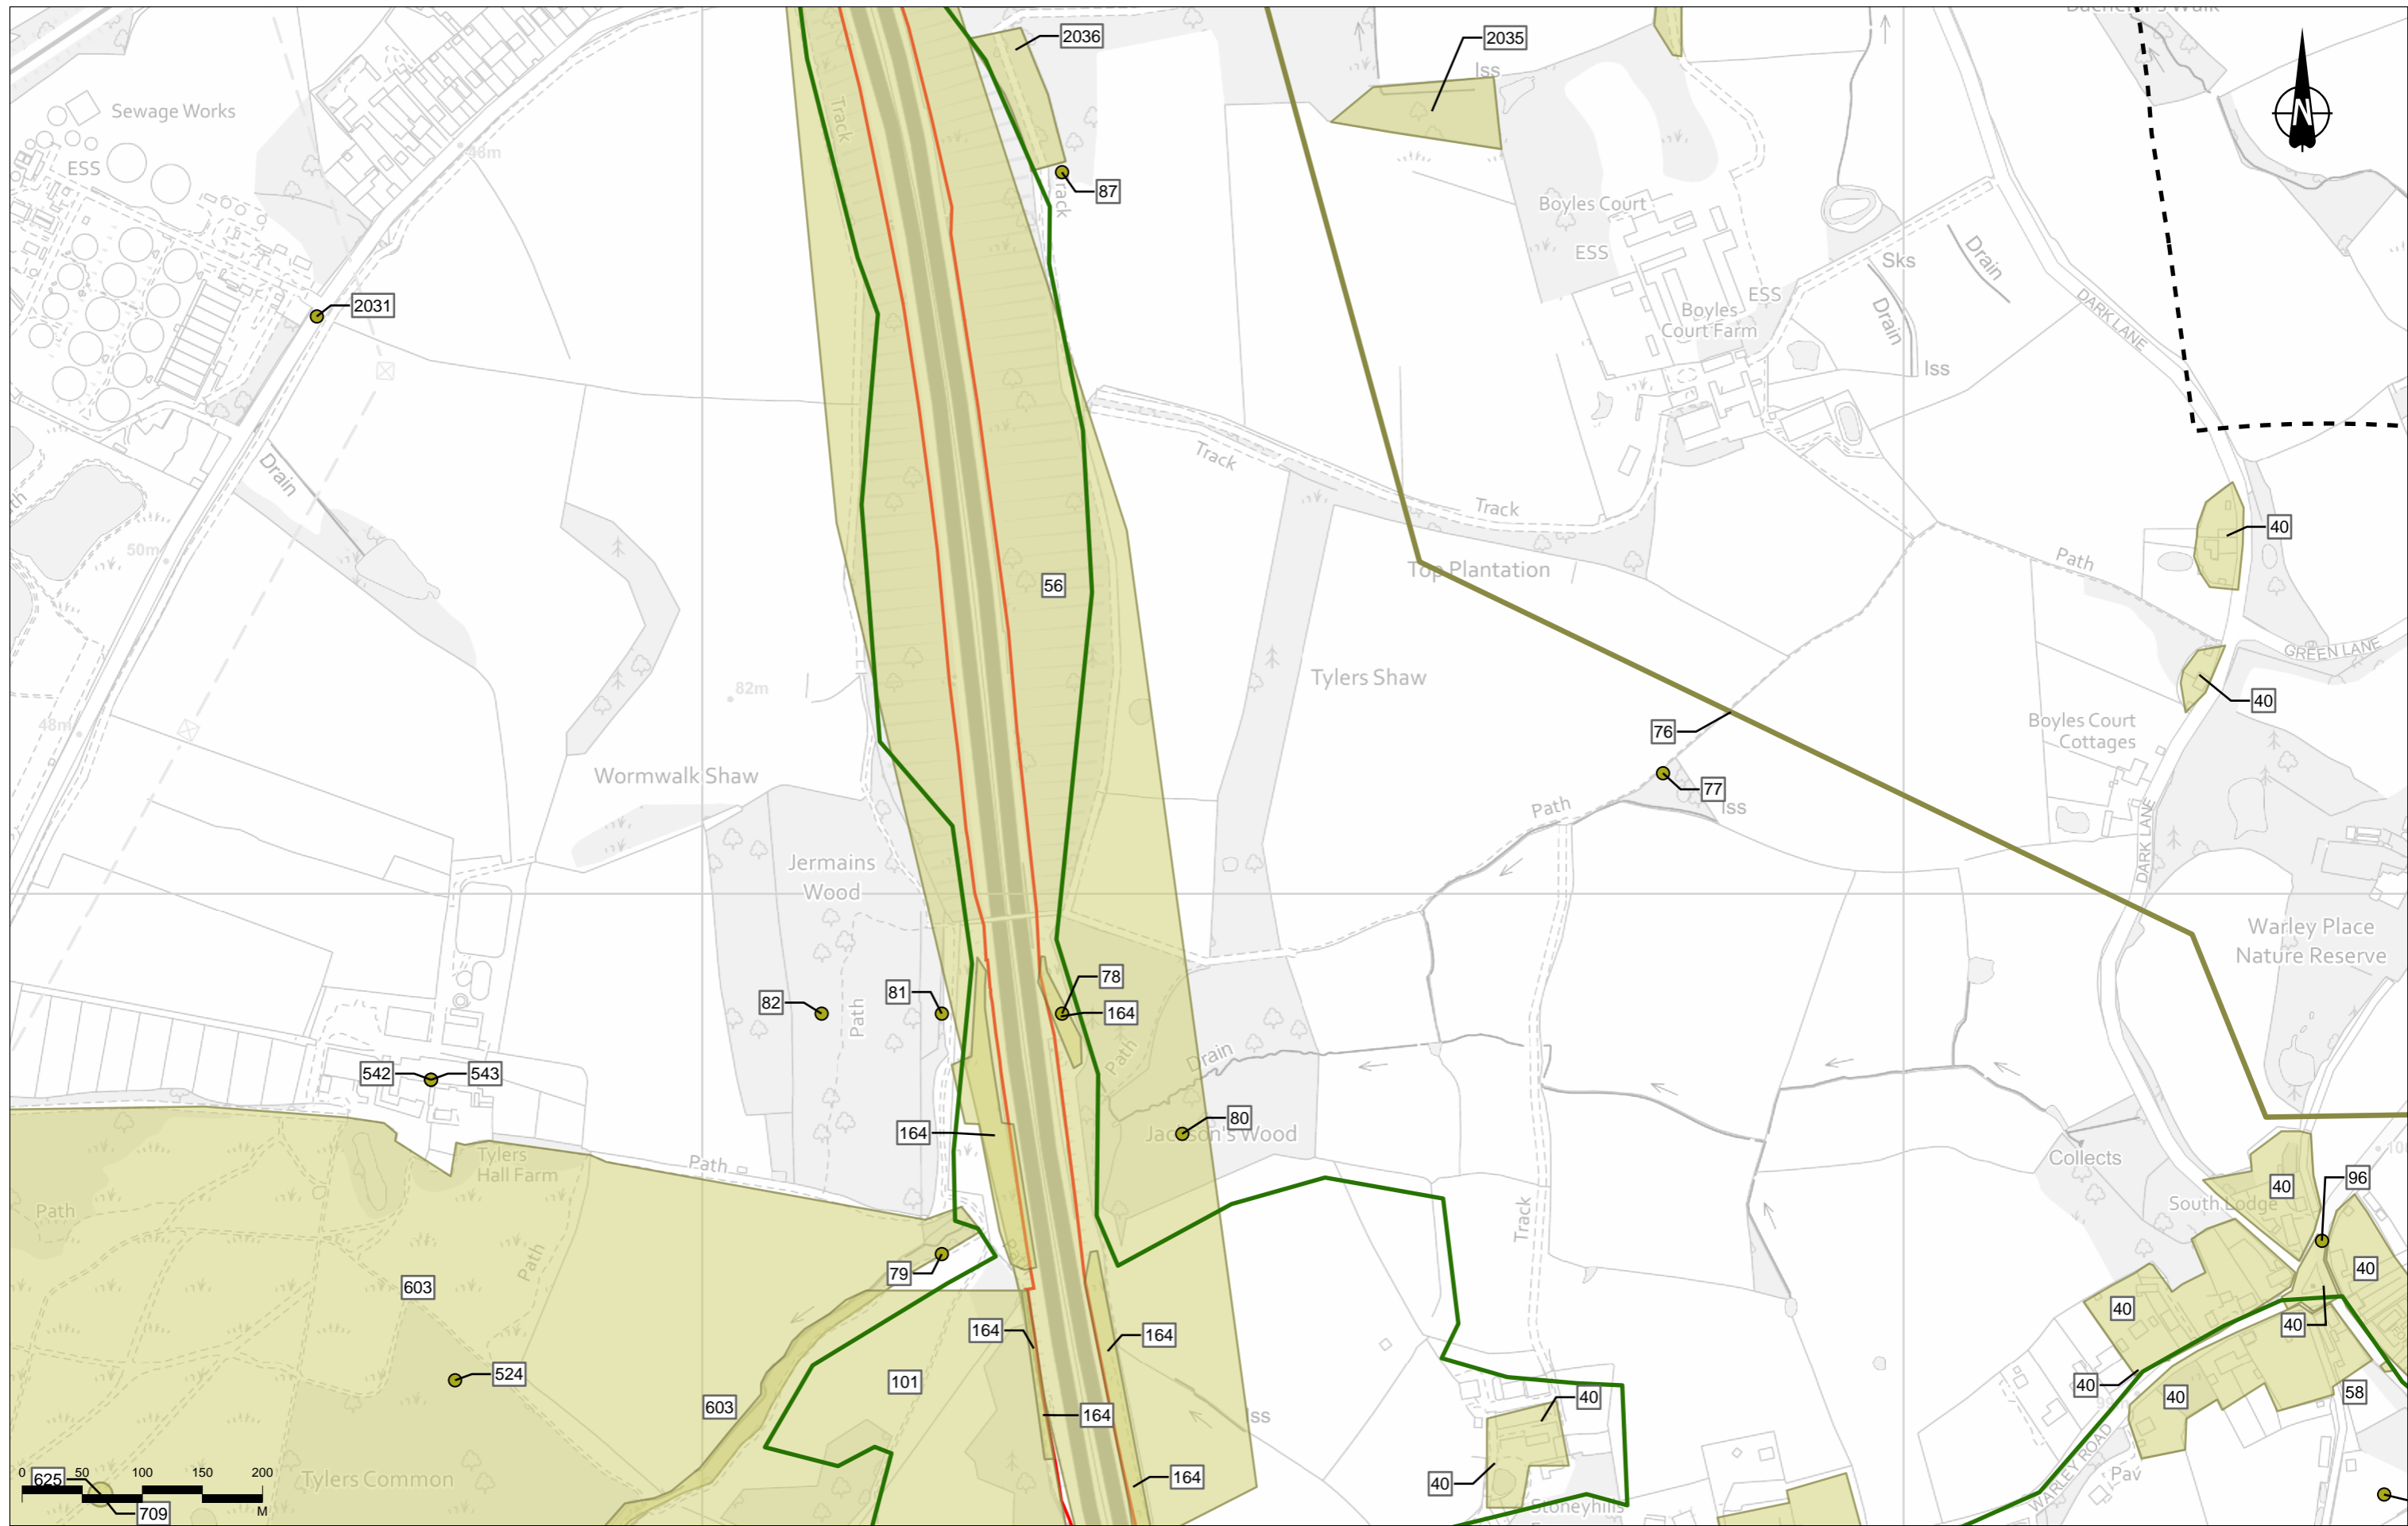 Bachelor's Walk
2036
2035
Iss
N
Sewage Works
48m
Track
ESS
87
Track
Boyles Court
ESS
Sks
Drain
2031
ESS
Boyles
Court Farm
Drain
DARK LANE
Iss
Track
Drain
Track
40
50m
Path
56
Top Plantation
GREEN LANE
Tylers Shaw
82m
40
48m
76
Boyles Court
Cottages
Wormwalk Shaw
77
Iss
Path
DARK LANE
Jermains
Wood
Warley Place
Nature Reserve
78
82
81
164
Path
Path
Drain
542
543
80
164
Jackson's Wood
Tylers
Hall Farm
Path
Collects
96
40
South Lodge
Path
Path
Track
79
603
40
40
40
164
164
524
101
603
40
40
40
58
164
Iss
40
164
WARLEY ROAD
Pav
Stoneyhills
Tylers Common
625
709
0
50
100
150
200
M